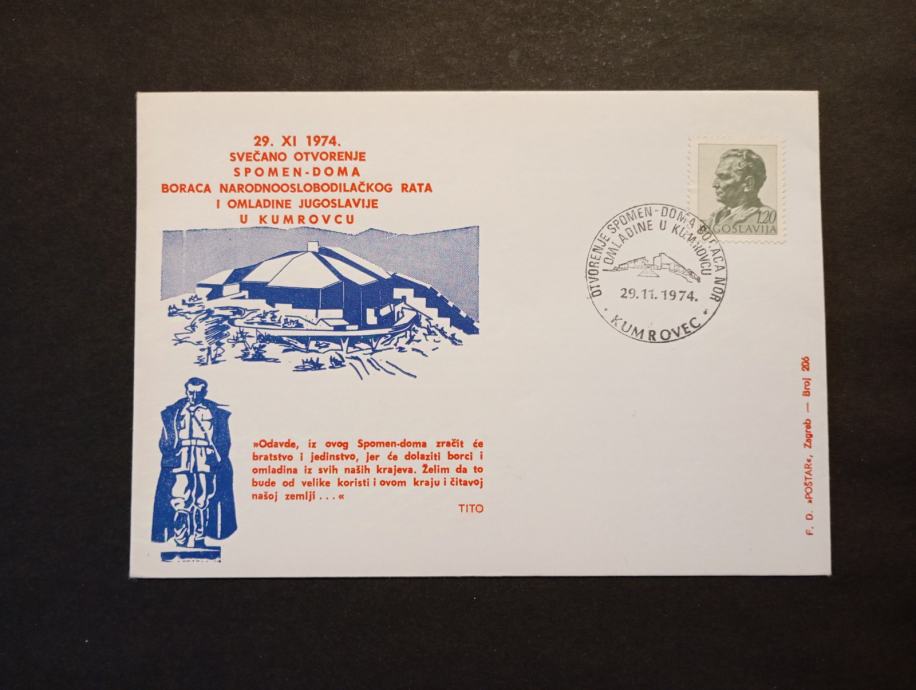 29. XI 1974.
SVEČANO OTVORENJE
SPOMEN-DOMA
BORACA NARODNOOSLOBODILAČKOG RATA
I OMLADINE JUGOSLAVIJE
U KUMROVCU
»Odavde, iz ovog Spomen-doma zračit će
bratstvo i jedinstvo, jer će dolaziti borci i
omladina iz svih naših krajeva. Želim da to
bude od velike koristi i ovom kraju i čitavoj
našoj zemlji . . . «
TITO
1.20
JUGOSLAVIJA
OTVORENJE SPOMEN-DOMA BORACA NOR
I OMLADINE U KUMROVCU
29.11.1974.
KUMROVEC
F. D. »POŠTAR«, Zagreb — Broj 206